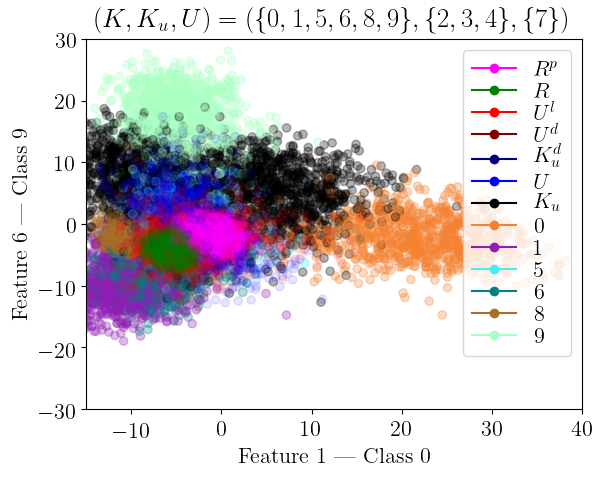 (K, K_u, U) = ({0, 1, 5, 6, 8, 9}, {2, 3, 4}, {7})
30
20
10
0
−10
−20
−30
Feature 6 — Class 9
R^p
R
U^l
U^d
K_u^d
U
K_u
0
1
5
6
8
9
−10
0
10
20
30
40
Feature 1 — Class 0